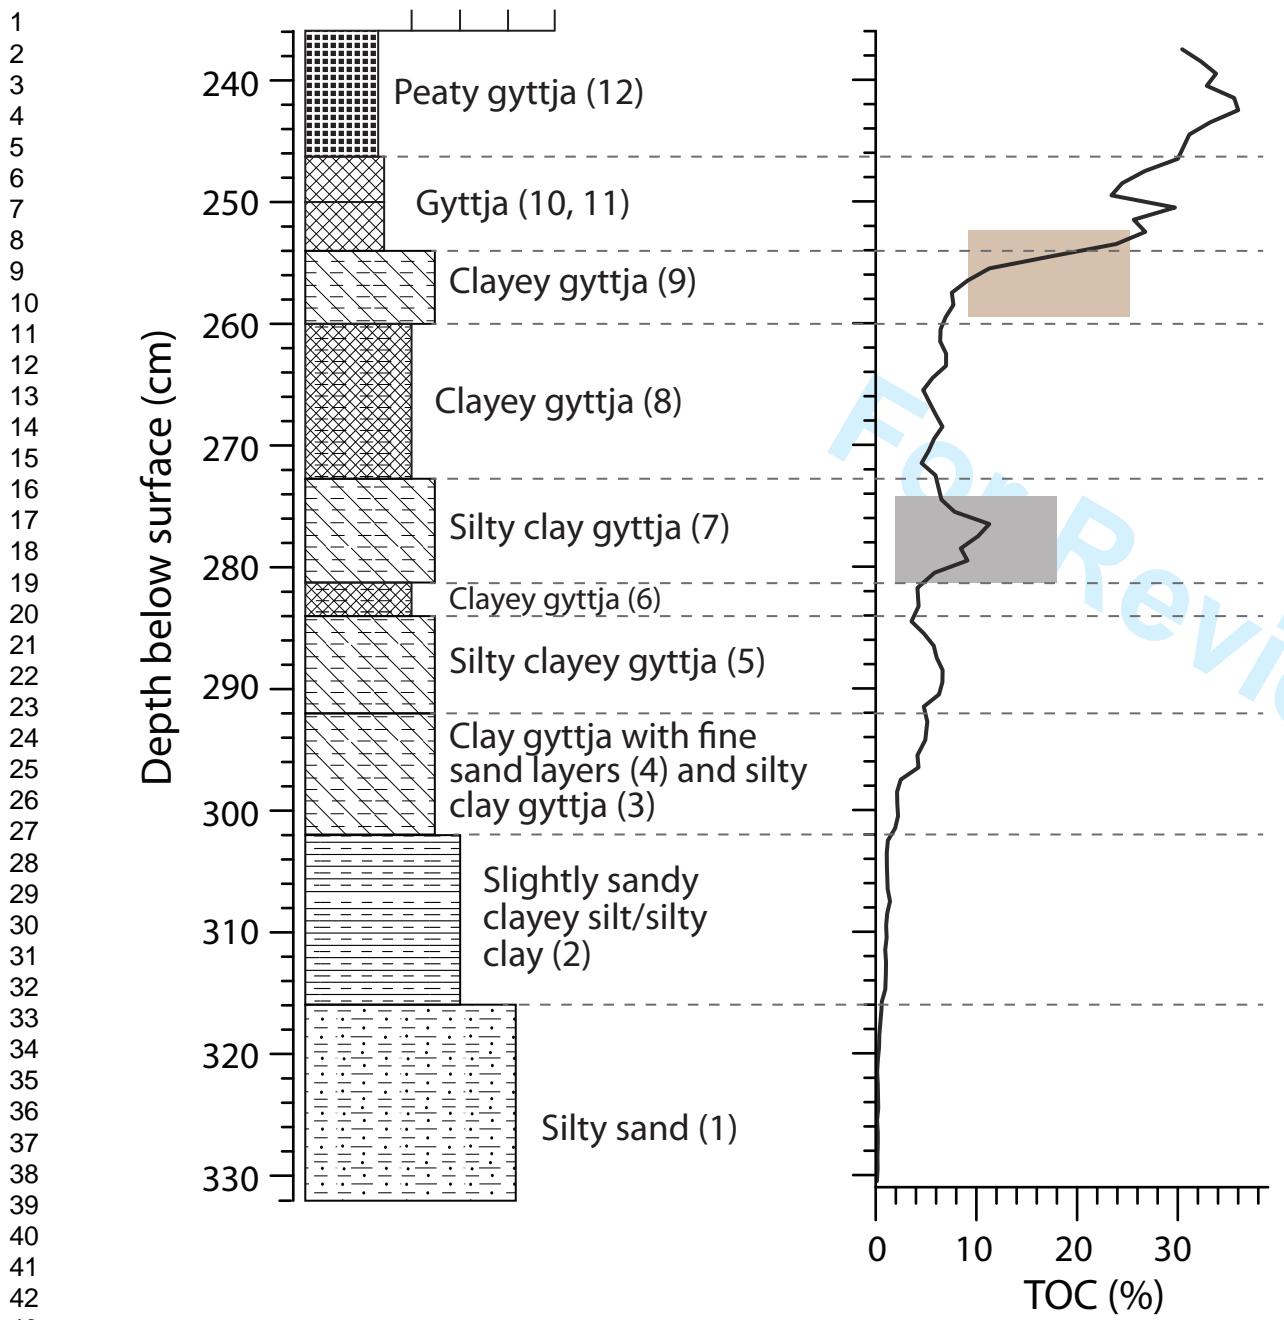 1
2
3
4
5
6
7
8
9
10
11
12
13
14
15
16
17
18
19
20
21
22
23
24
25
26
27
28
29
30
31
32
33
34
35
36
37
38
39
40
41
42
Depth below surface (cm)
240
250
260
270
280
290
300
310
320
330
Peaty gyttja (12)
Gyttja (10, 11)
Clayey gyttja (9)
Clayey gyttja (8)
Silty clay gyttja (7)
Clayey gyttja (6)
Silty clayey gyttja (5)
Clay gyttja with fine
sand layers (4) and silty
clay gyttja (3)
Slightly sandy
clayey silt/silty
clay (2)
Silty sand (1)
For Revi
0 10 20 30
TOC (%)